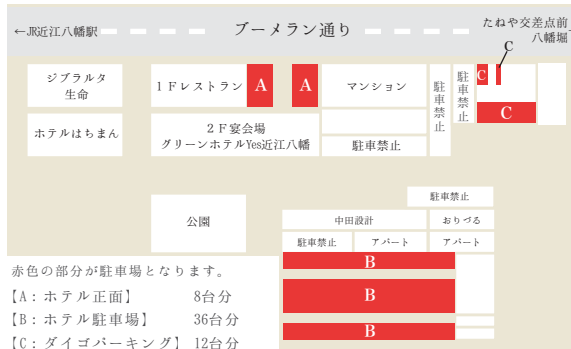 ←JR近江八幡駅
ブーメラン通り
たねや交差点前
八幡堀
C
ジブラルタ
生命
1Fレストラン
A
A
マンション
駐車禁止
駐車禁止
C
C
ホテルはちまん
2F宴会場
グリーンホテルYes近江八幡
駐車禁止
駐車禁止
公園
中田設計
おりづる
駐車禁止
アパート
アパート
B
B
B
赤色の部分が駐車場となります。
【A:ホテル正面】 8台分
【B:ホテル駐車場】 36台分
【C:ダイゴパーキング】 12台分